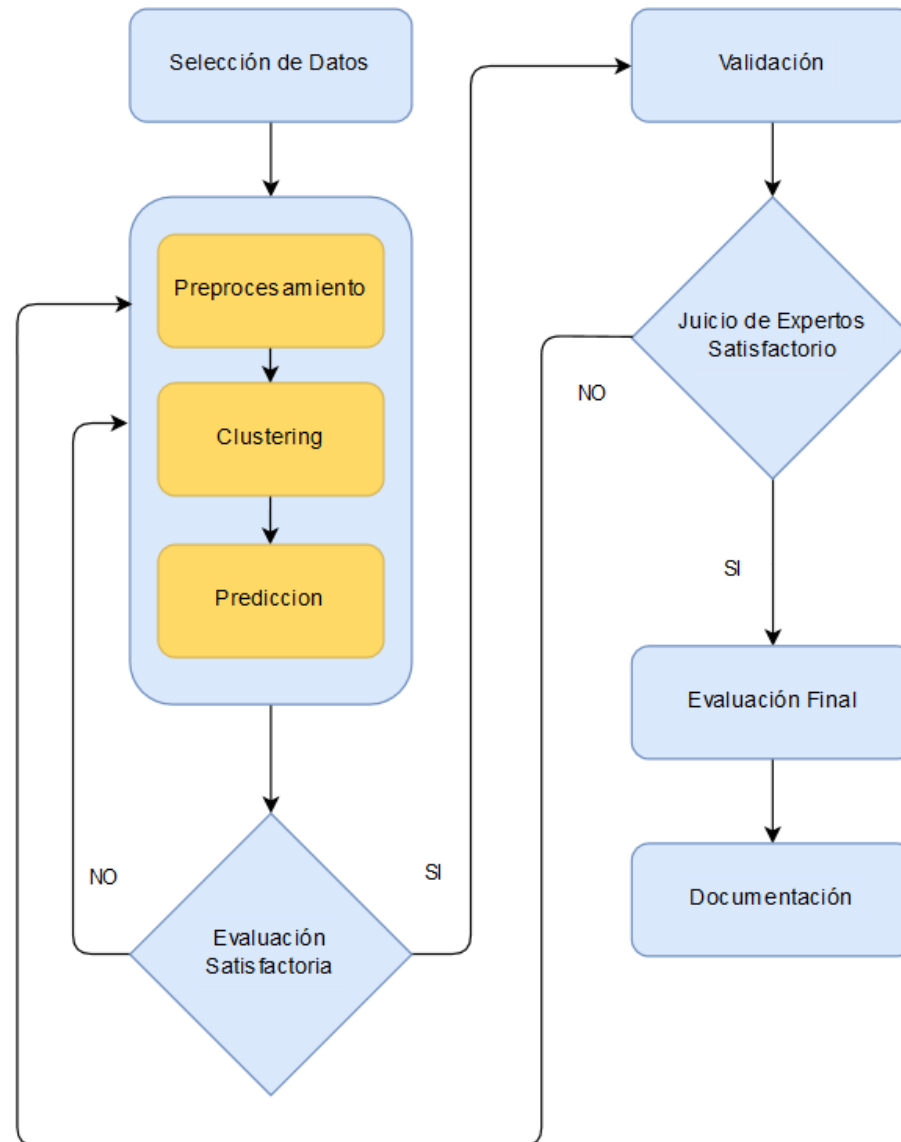 Selección de Datos
Preprocesamiento
Clustering
Prediccion
NO
SI
Evaluación
Satisfactoria
Validación
Juicio de Expertos
Satisfactorio
NO
SI
Evaluación Final
Documentación